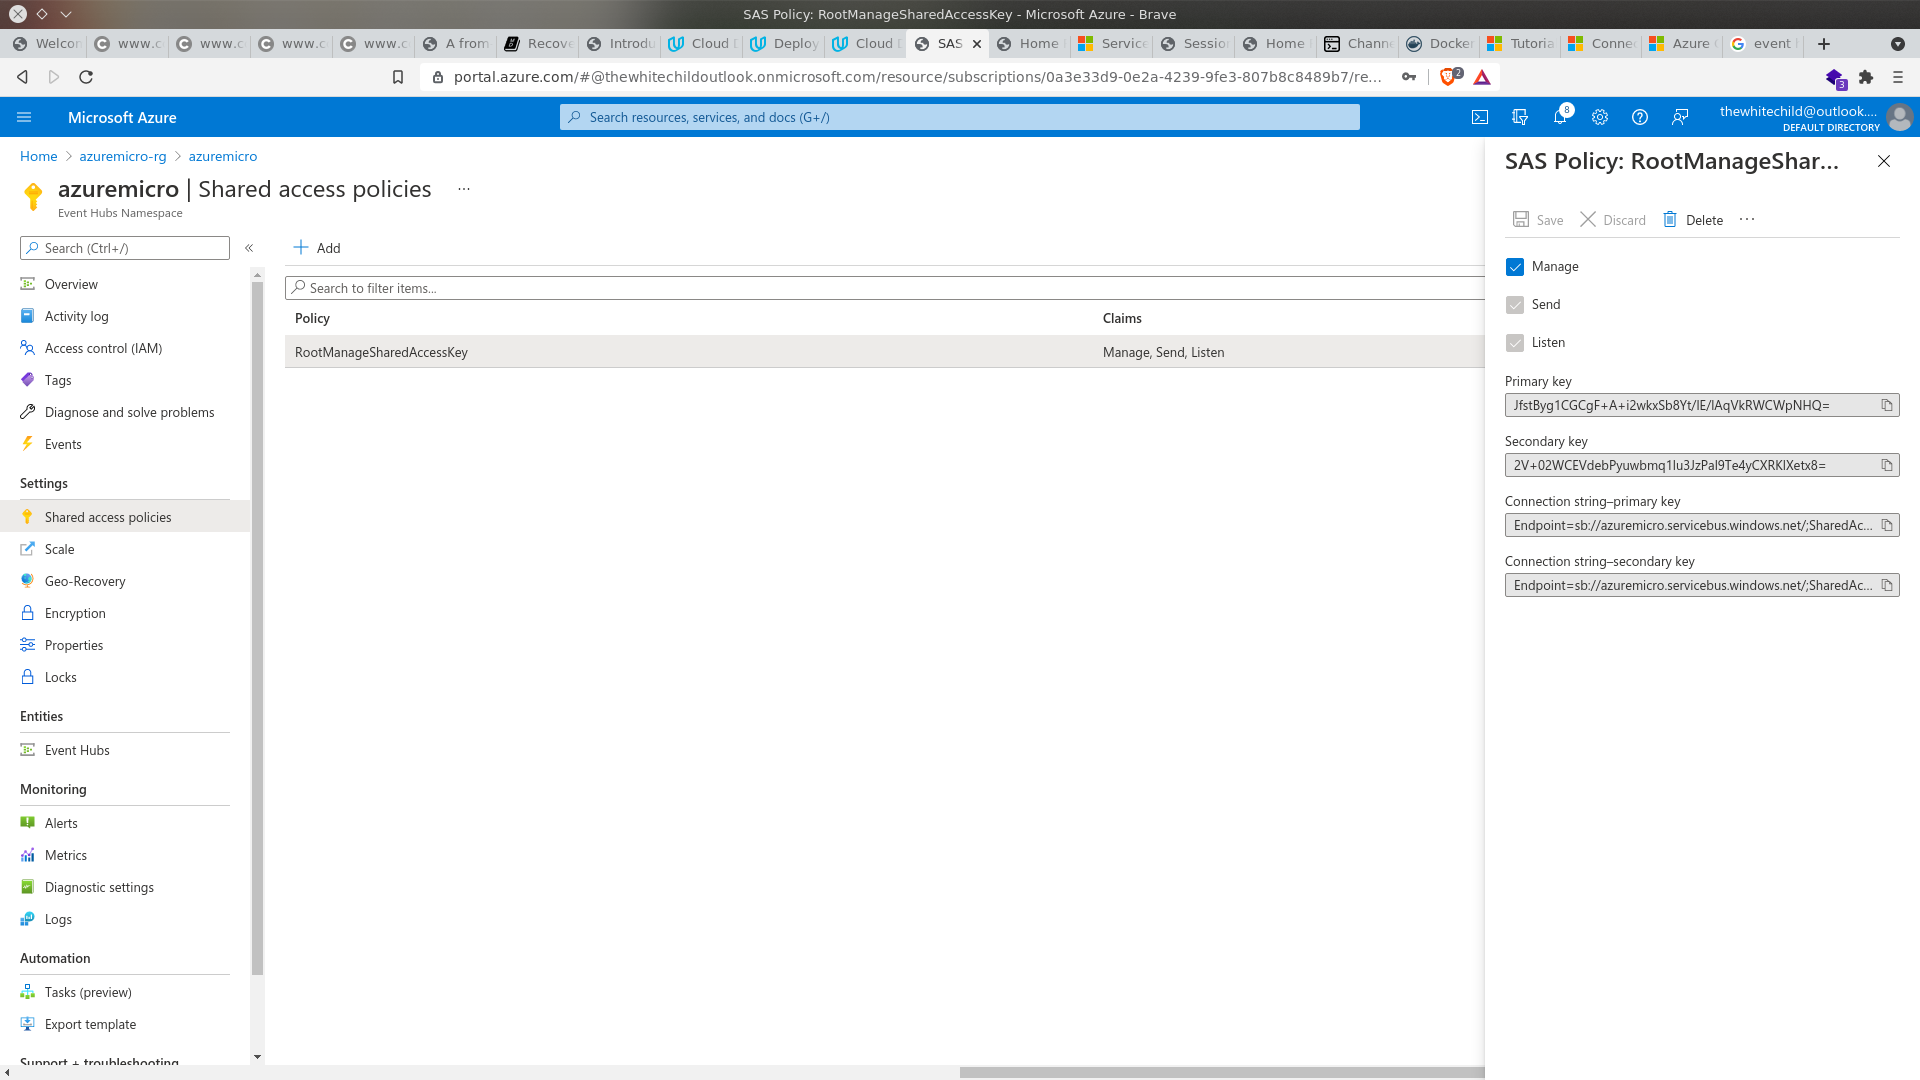 SAS Policy: RootManageSharedAccessKey - Microsoft Azure - Brave
Welcon
www.c
www.c
www.c
www.c
A from
Recove
Introdu
Cloud D
Deploy
Cloud D
SAS
Home
Service
Session
Home
Channe
Docker
Tutoria
Connec
Azure
event
portal.azure.com/#@thewhitechildoutlook.onmicrosoft.com/resource/subscriptions/0a3e33d9-0e2a-4239-9fe3-807b8c8489b7/re...
2
3
Microsoft Azure
Search resources, services, and docs (G+/)
8
thewhitechild@outlook....
DEFAULT DIRECTORY
Home
azuremicro-rg
azuremicro
azuremicro | Shared access policies
...
Event Hubs Namespace
Search (Ctrl+/)
«
Overview
Activity log
Access control (IAM)
Tags
Diagnose and solve problems
Events
Settings
Shared access policies
Scale
Geo-Recovery
Encryption
Properties
Locks
Entities
Event Hubs
Monitoring
Alerts
Metrics
Diagnostic settings
Logs
Automation
Tasks (preview)
Export template
Support + troubleshooting
Add
Search to filter items...
Policy
Claims
RootManageSharedAccessKey
Manage, Send, Listen
SAS Policy: RootManageShar...
Save
Discard
Delete
...
Manage
Send
Listen
Primary key
JfstByg1CGCgF+A+i2wkxSb8Yt/IE/lAqVkRWCWpNHQ=
Secondary key
2V+02WCEVdebPyuwbmq1lu3JzPaI9Te4yCXRKlXetx8=
Connection string–primary key
Endpoint=sb://azuremicro.servicebus.windows.net/;SharedAc...
Connection string–secondary key
Endpoint=sb://azuremicro.servicebus.windows.net/;SharedAc...